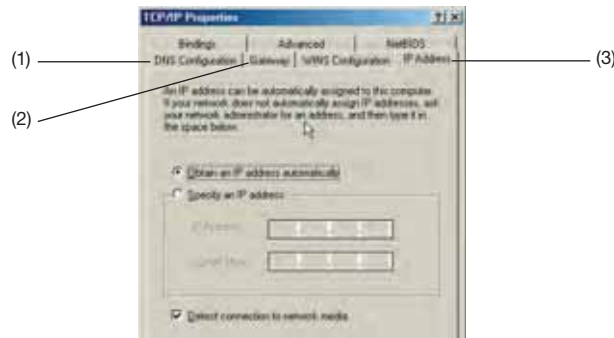 TCP/IP Properties
Bindings Advanced NetBIOS
DNS Configuration Gateway WINS Configuration IP Address
(1)
(2)
(3)
An IP address can be automatically assigned to this computer.
If your network does not automatically assign IP addresses, ask
your network administrator for an address, and then type it in
the space below.
Obtain an IP address automatically
Specify an IP address:
IP Address:
Subnet Mask:
Detect connection to network media